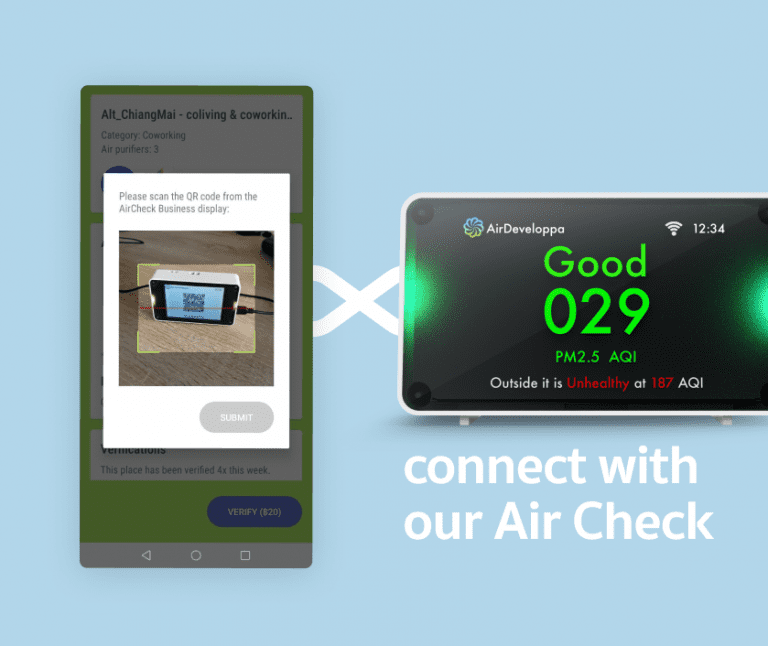 Alt_ChiangMai - coliving & coworkin..
Category: Coworking
Air purifiers: 3
Please scan the QR code from the
AirCheck Business display:
SUBMIT
This place has been verified 4x this week.
VERIFY (฿20)
AirDeveloppa
12:34
Good
029
PM2.5 AQI
Outside it is Unhealthy at 187 AQI
connect with
our Air Check